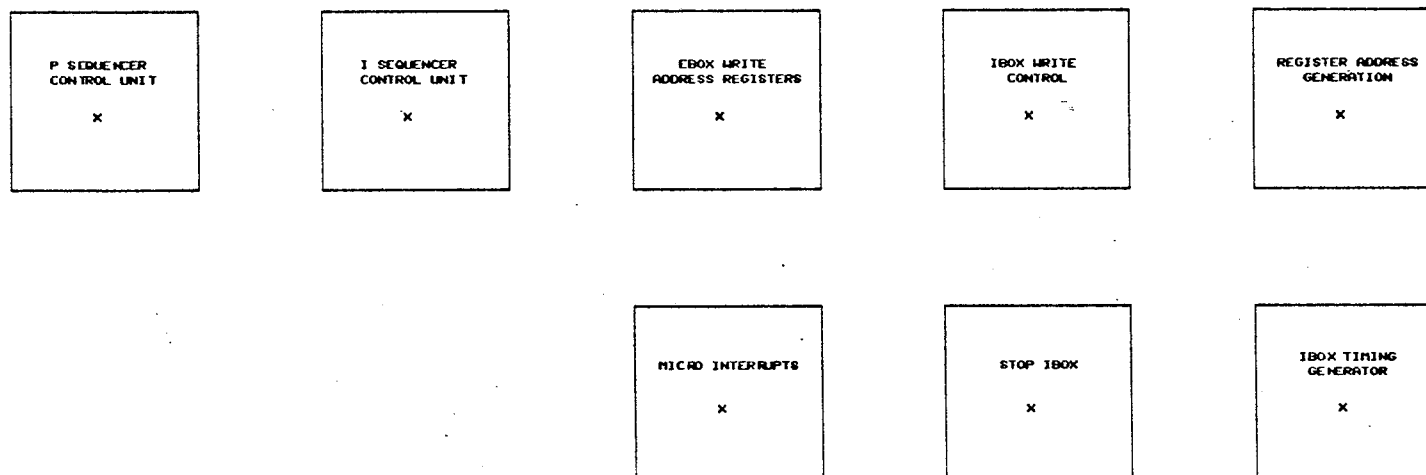 P SEQUENCER
CONTROL UNIT
X
I SEQUENCER
CONTROL UNIT
X
EBOX WRITE
ADDRESS REGISTERS
X
IBOX WRITE
CONTROL
X
REGISTER ADDRESS
GENERATION
X
MICRO INTERRUPTS
X
STOP IBOX
X
IBOX TIMING
GENERATOR
X